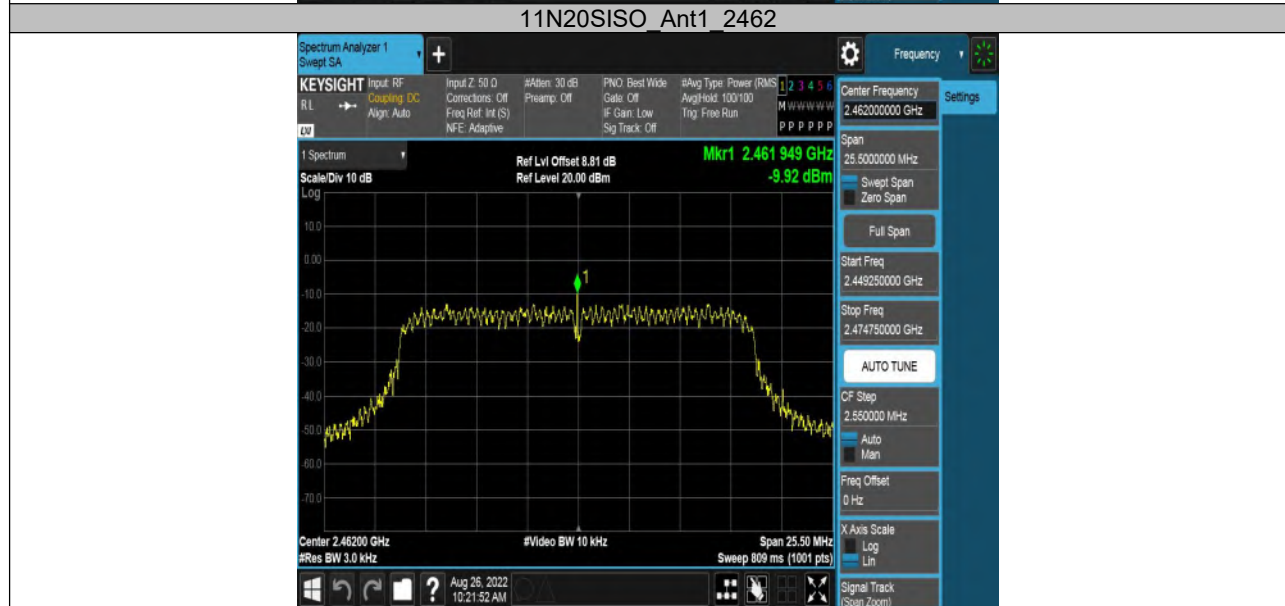 11N20SISO_Ant1_2462
Spectrum Analyzer 1
Swept SA
+
Frequency
KEYSIGHT
RL
LXI
Input: RF
Coupling: DC
Align: Auto
Input Z: 50 Ω
Corrections: Off
Freq Ref: Int (S)
NFE: Adaptive
#Atten: 30 dB
Preamp: Off
PNO: Best Wide
Gate: Off
IF Gain: Low
Sig Track: Off
#Avg Type: Power (RMS
Avg|Hold: 100/100
Trig: Free Run
1 2 3 4 5 6
M W W W W W
P P P P P P
Center Frequency
2.462000000 GHz
Settings
Span
25.5000000 MHz
Swept Span
Zero Span
Full Span
Start Freq
2.449250000 GHz
Stop Freq
2.474750000 GHz
AUTO TUNE
CF Step
2.550000 MHz
Auto
Man
Freq Offset
0 Hz
X Axis Scale
Log
Lin
Signal Track
(Span Zoom)
1 Spectrum
Scale/Div 10 dB
Log
Ref Lvl Offset 8.81 dB
Ref Level 20.00 dBm
Mkr1 2.461 949 GHz
-9.92 dBm
10.0
0.00
-10.0
-20.0
-30.0
-40.0
-50.0
-60.0
-70.0
1
Center 2.46200 GHz
#Res BW 3.0 kHz
#Video BW 10 kHz
Span 25.50 MHz
Sweep 809 ms (1001 pts)
?
Aug 26, 2022
10:21:52 AM